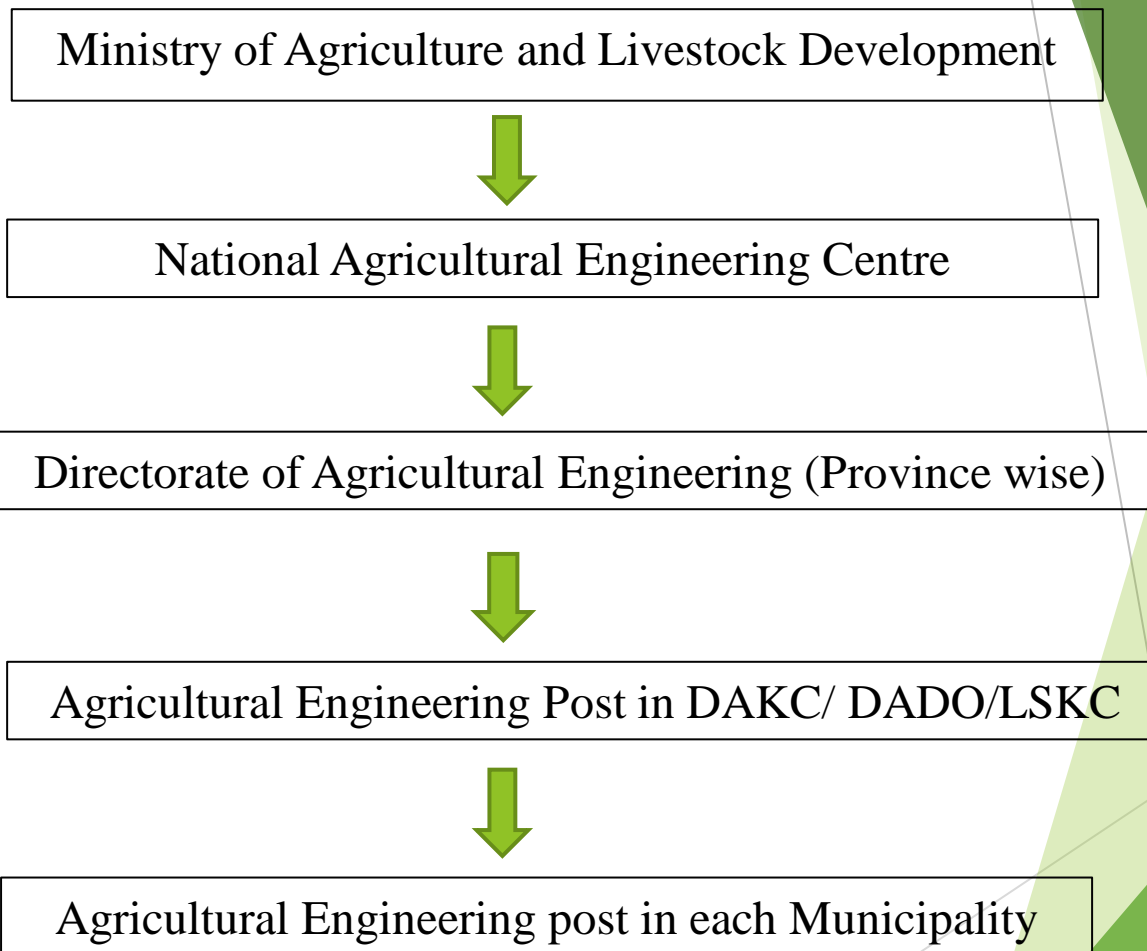 Ministry of Agriculture and Livestock Development
National Agricultural Engineering Centre
Directorate of Agricultural Engineering (Province wise)
Agricultural Engineering Post in DAKC/ DADO/LSKC
Agricultural Engineering post in each Municipality